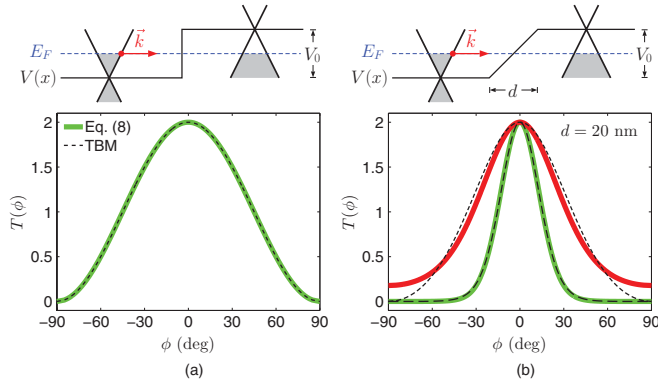 E_F
k⃗
V(x)
V_0
Eq. (8)
TBM
T(ϕ)
2
1.5
1
0.5
0
−90
−60
−30
0
30
60
90
ϕ (deg)
(a)
E_F
k⃗
V(x)
d
V_0
d = 20 nm
T(ϕ)
2
1.5
1
0.5
0
−90
−60
−30
0
30
60
90
ϕ (deg)
(b)